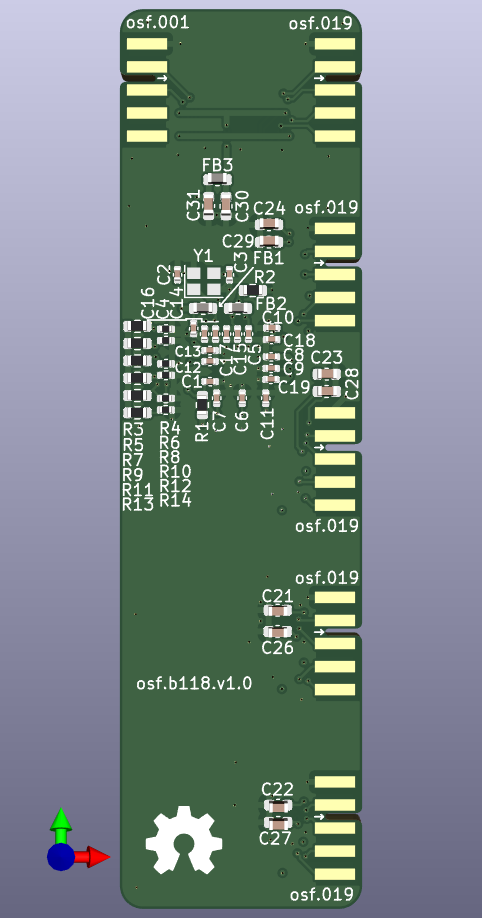 osf.001
osf.019
FB3
C31
C30
C24
C29
osf.019
Y1
C2
C3
FB1
R2
FB2
C16
C4
C14
C10
C13
C17
C15
C5
C18
C12
C8
C9
C1
C19
C23
C28
R1
C7
C6
C11
R3
R4
R5
R6
R7
R8
R9
R10
R11
R12
R13
R14
osf.019
osf.019
C21
C26
osf.b118.v1.0
C22
C27
osf.019